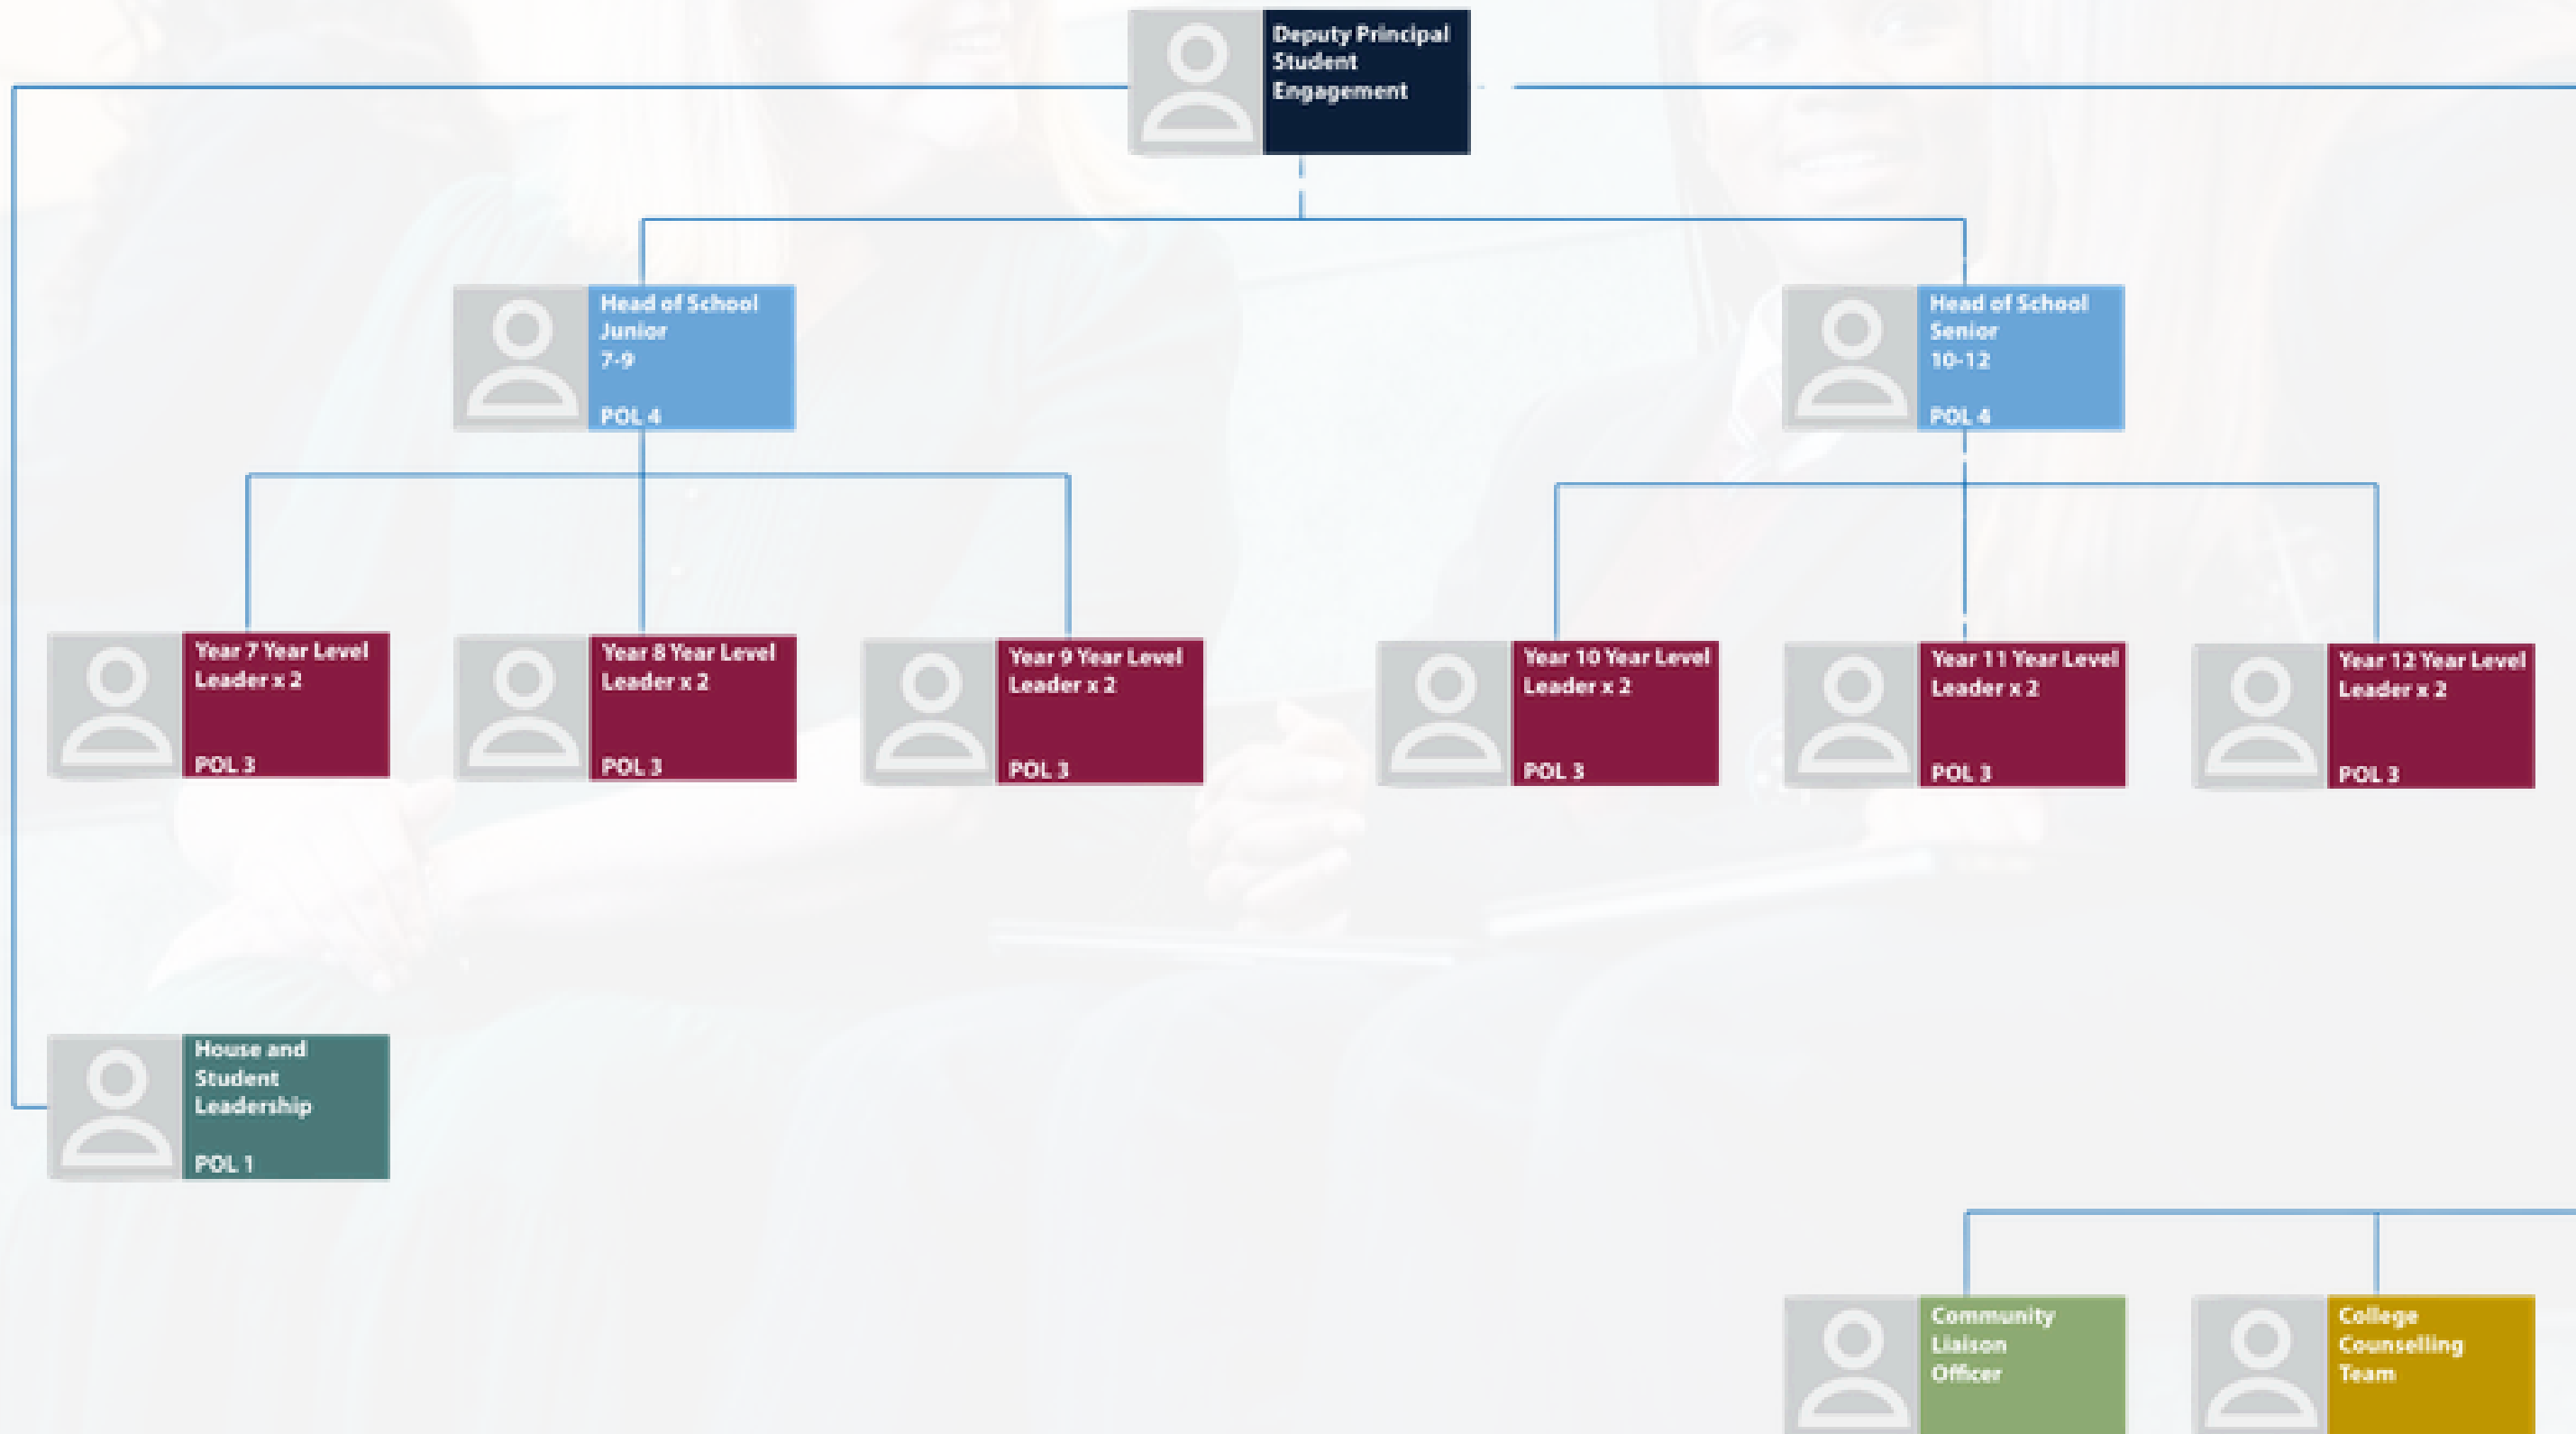 Deputy Principal
Student
Engagement
Head of School
Junior
7-9
POL 4
Head of School
Senior
10-12
POL 4
Year 7 Year Level
Leader x 2
POL 3
Year 8 Year Level
Leader x 2
POL 3
Year 9 Year Level
Leader x 2
POL 3
Year 10 Year Level
Leader x 2
POL 3
Year 11 Year Level
Leader x 2
POL 3
Year 12 Year Level
Leader x 2
POL 3
House and
Student
Leadership
POL 1
Community
Liaison
Officer
College
Counselling
Team